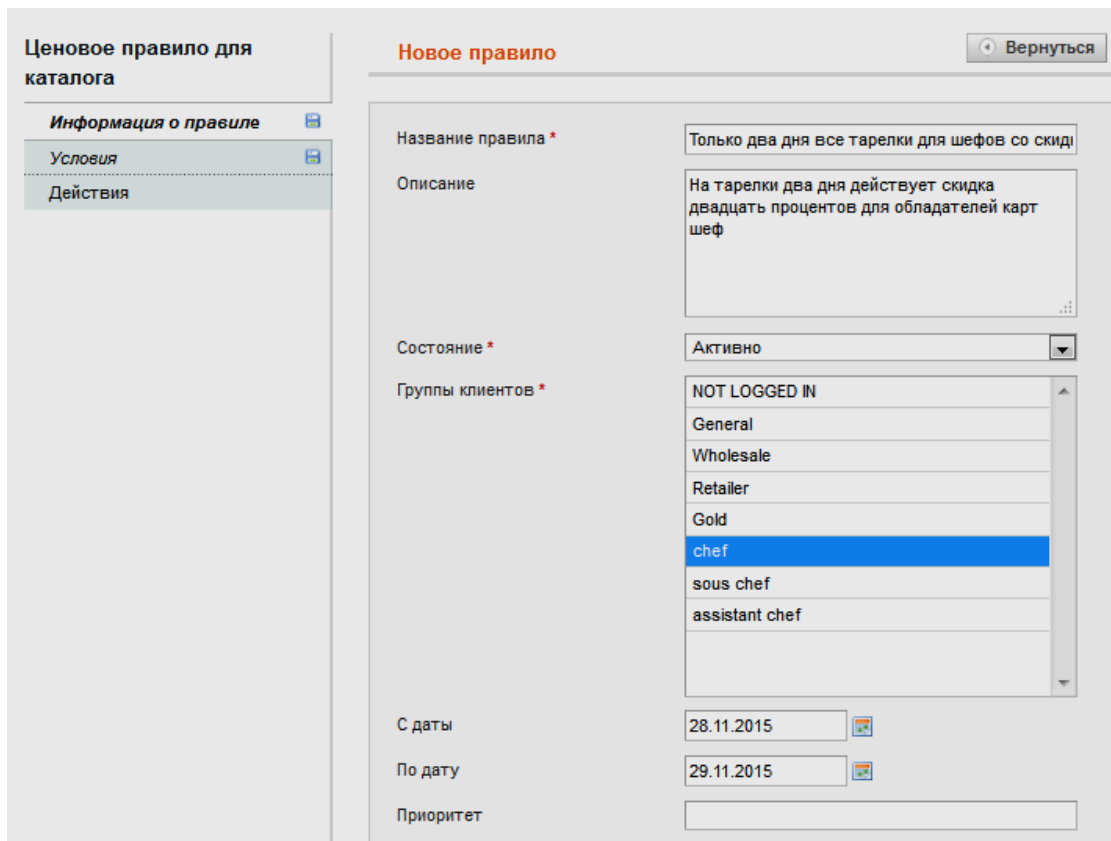 Ценовое правило для
каталога
Информация о правиле
Условия
Действия
Новое правило
Вернуться
Название правила *
Только два дня все тарелки для шефов со
Описание
На тарелки два дня действует скидка
двадцать процентов для обладателей карт
шеф
Состояние *
Активно
Группы клиентов *
NOT LOGGED IN
General
Wholesale
Retailer
Gold
chef
sous chef
assistant chef
С даты
28.11.2015
По дату
29.11.2015
Приоритет